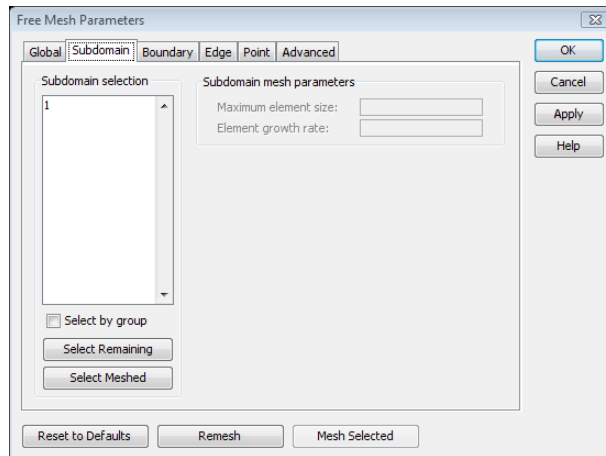 Free Mesh Parameters
Global Subdomain Boundary Edge Point Advanced
Subdomain selection
1
Select by group
Select Remaining
Select Meshed
Subdomain mesh parameters
Maximum element size:
Element growth rate:
OK
Cancel
Apply
Help
Reset to Defaults Remesh Mesh Selected